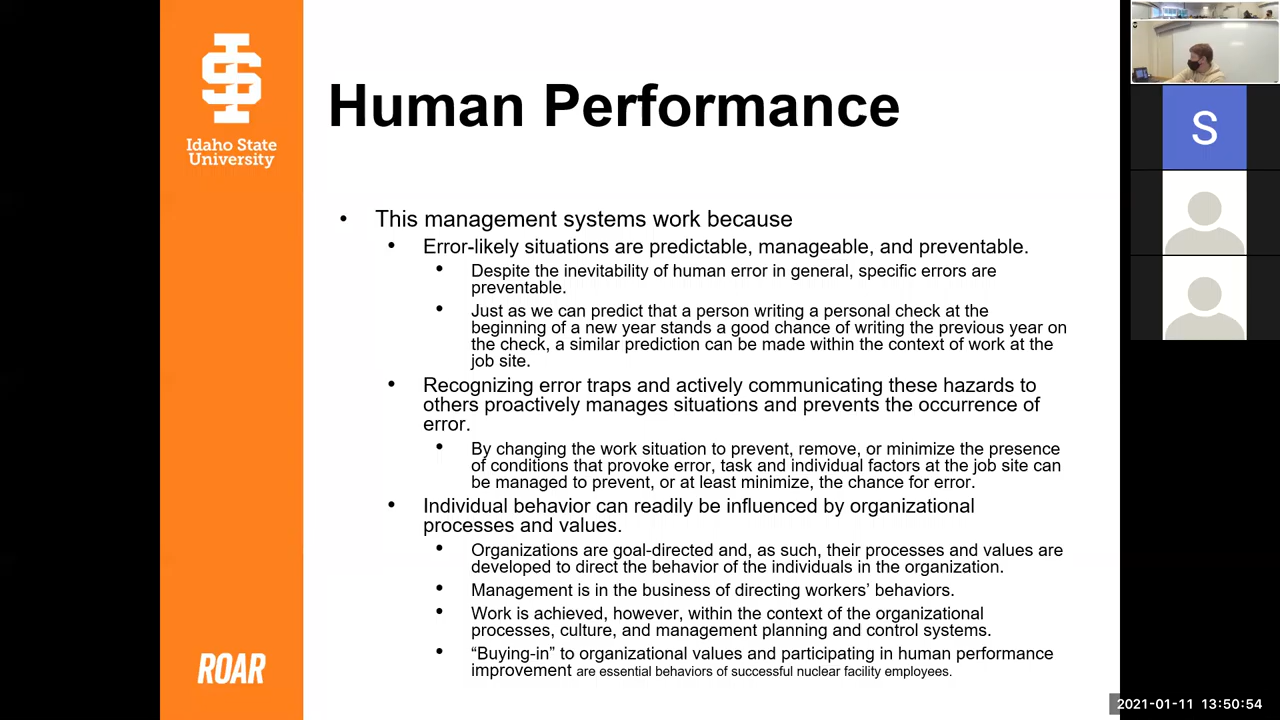 Idaho State
University
Human Performance
• This management systems work because
• Error-likely situations are predictable, manageable, and preventable.
• Despite the inevitability of human error in general, specific errors are
preventable.
• Just as we can predict that a person writing a personal check at the
beginning of a new year stands a good chance of writing the previous year on
the check, a similar prediction can be made within the context of work at the
job site.
• Recognizing error traps and actively communicating these hazards to
others proactively manages situations and prevents the occurrence of
error.
• By changing the work situation to prevent, remove, or minimize the presence
of conditions that provoke error, task and individual factors at the job site can
be managed to prevent, or at least minimize, the chance for error.
• Individual behavior can readily be influenced by organizational
processes and values.
• Organizations are goal-directed and, as such, their processes and values are
developed to direct the behavior of the individuals in the organization.
• Management is in the business of directing workers’ behaviors.
• Work is achieved, however, within the context of the organizational
processes, culture, and management planning and control systems.
• “Buying-in” to organizational values and participating in human performance
improvement are essential behaviors of successful nuclear facility employees.
ROAR
S
2021-01-11 13:50:54